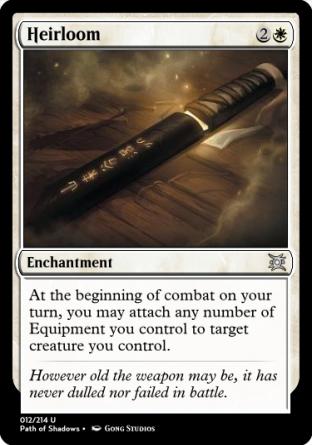 Heirloom 2
Enchantment
At the beginning of combat on your
turn, you may attach any number of
Equipment you control to target
creature you control.
However old the weapon may be, it has
never dulled nor failed in battle.
012/214 U
Path of Shadows • Gong Studios